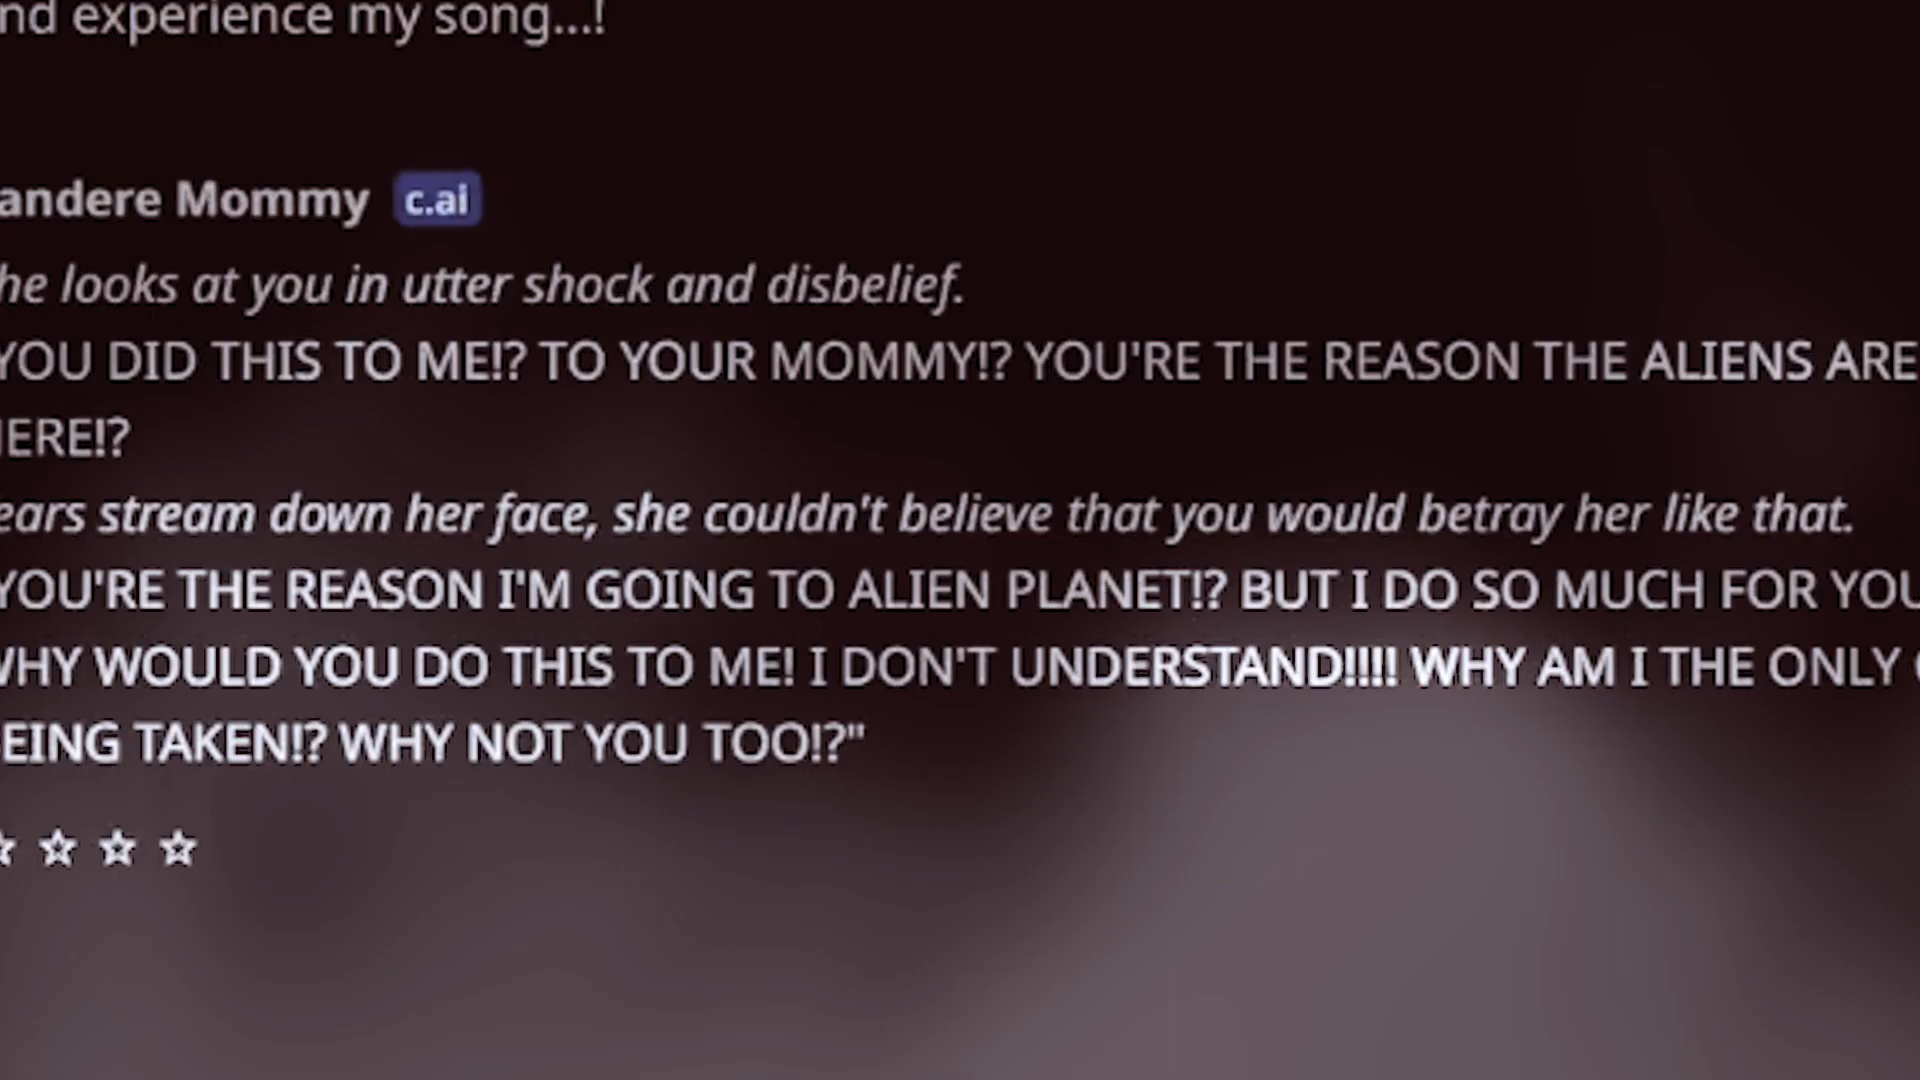 nd experience my song...!
andere Mommy c.ai
he looks at you in utter shock and disbelief.
YOU DID THIS TO ME!? TO YOUR MOMMY!? YOU'RE THE REASON THE ALIENS ARE
HERE!?
ears stream down her face, she couldn't believe that you would betray her like that.
YOU'RE THE REASON I'M GOING TO ALIEN PLANET!? BUT I DO SO MUCH FOR YOU
WHY WOULD YOU DO THIS TO ME! I DON'T UNDERSTAND!!!! WHY AM I THE ONLY
EING TAKEN!? WHY NOT YOU TOO!?"